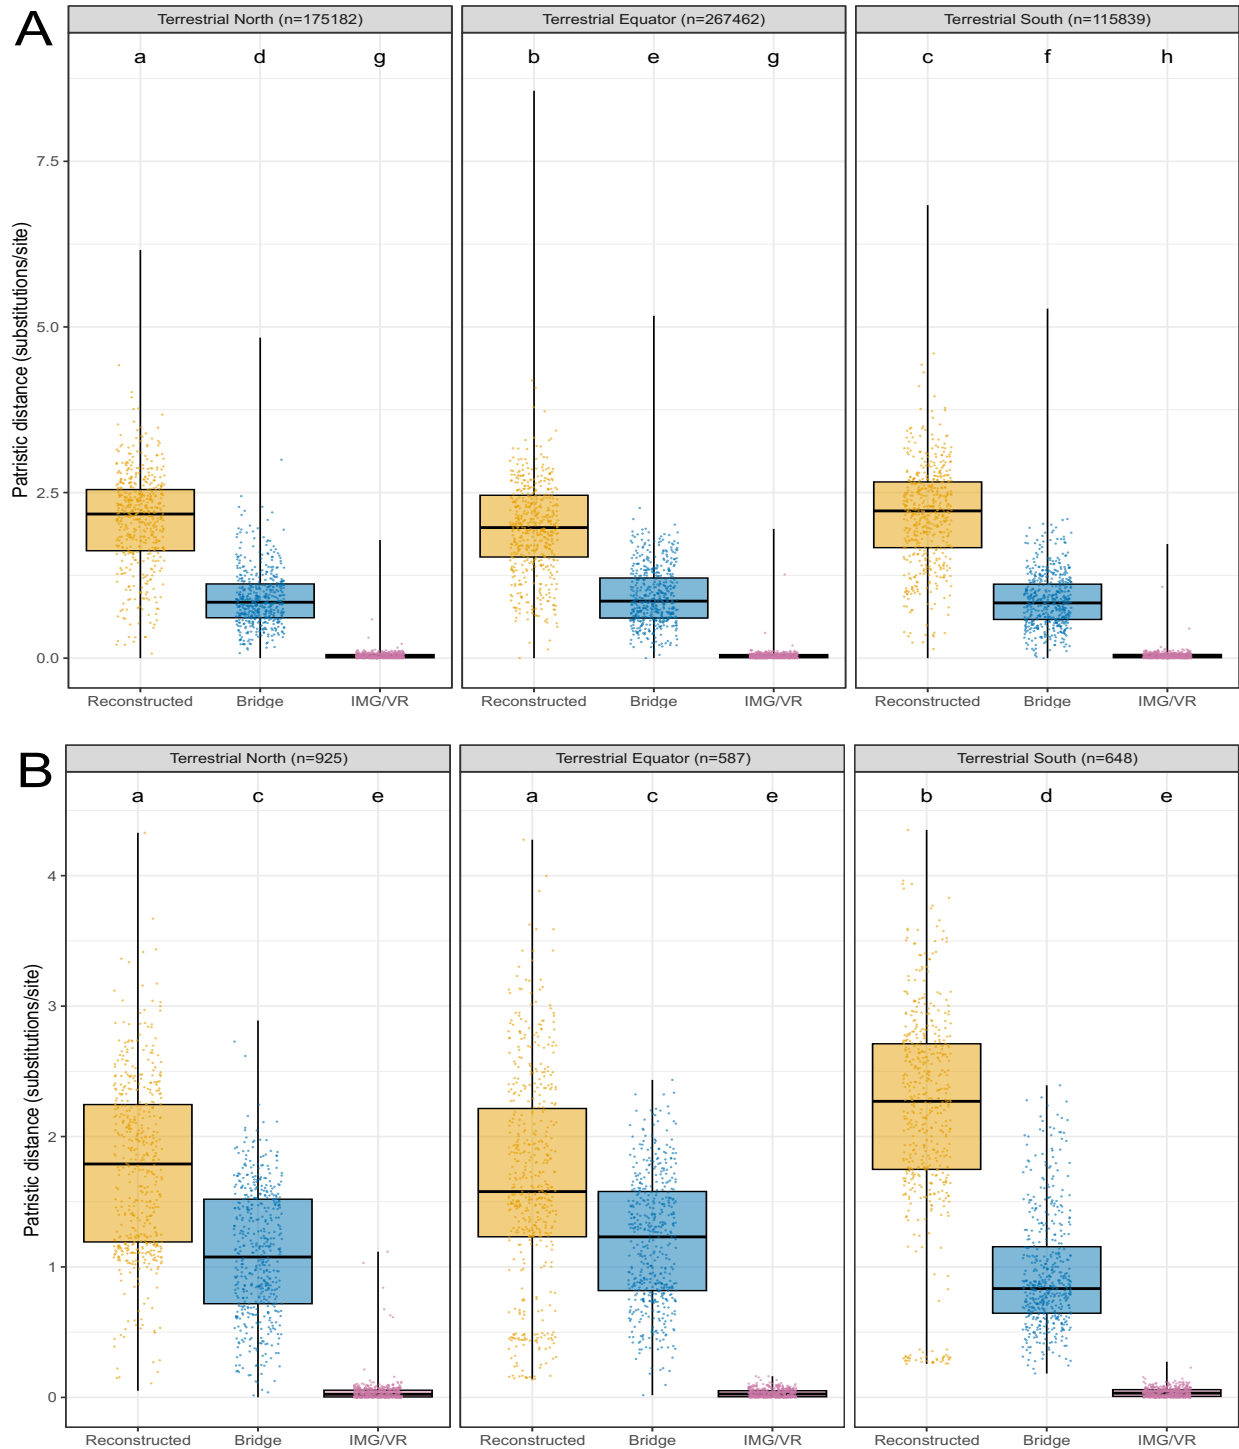 A
Terrestrial North (n=175182)
Terrestrial Equator (n=267462)
Terrestrial South (n=115839)
a d g
b e g
c f h
Patristic distance (substitutions/site)
7.5
5.0
2.5
0.0
Reconstructed Bridge IMG/VR
Reconstructed Bridge IMG/VR
Reconstructed Bridge IMG/VR
B
Terrestrial North (n=925)
Terrestrial Equator (n=587)
Terrestrial South (n=648)
a c e
a c e
b d e
Patristic distance (substitutions/site)
4
3
2
1
0
Reconstructed Bridge IMG/VR
Reconstructed Bridge IMG/VR
Reconstructed Bridge IMG/VR